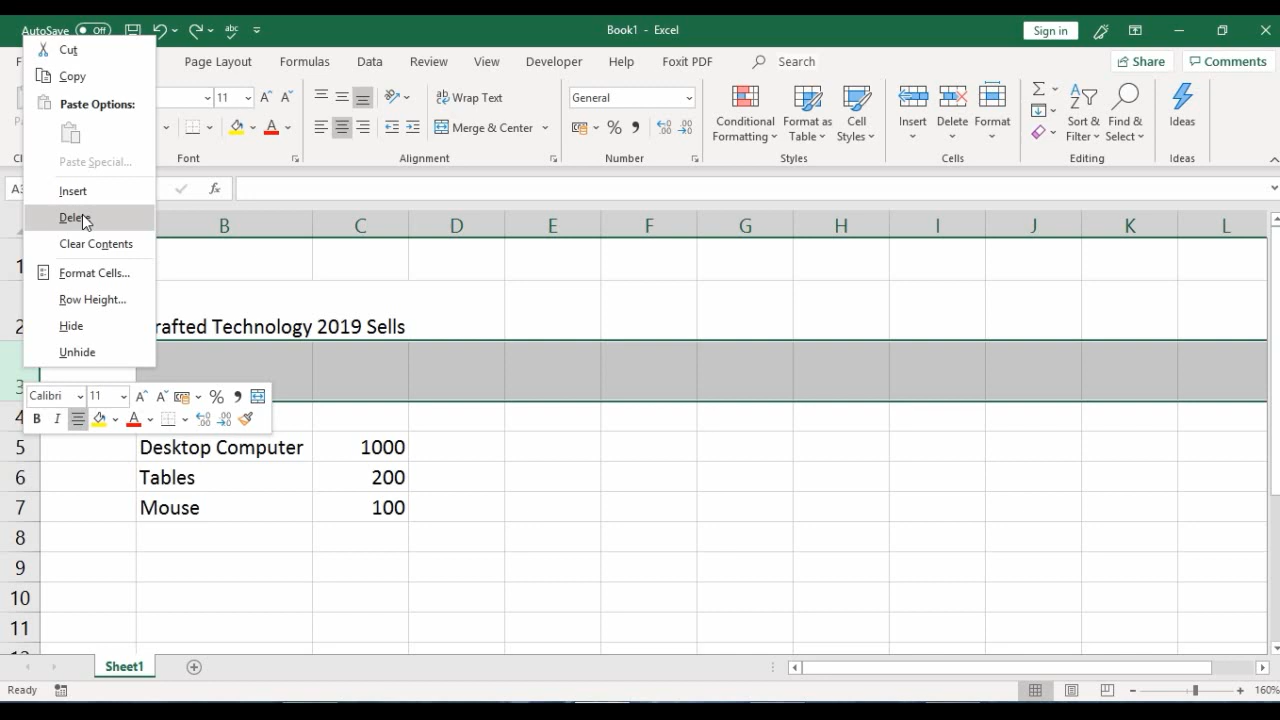 AutoSave Off
Book1 - Excel
Sign in
Page Layout Formulas Data Review View Developer Help Foxit PDF Search
Share Comments
Cut
Copy
Paste Options:
Paste Special...
Insert
Delete
Clear Contents
Format Cells...
Row Height...
Hide
Unhide
11
Wrap Text
Merge & Center
General
Conditional Formatting
Format as Table
Cell Styles
Insert Delete Format
Sort & Filter
Find & Select
Ideas
Font Alignment Number Styles Cells Editing Ideas
fx
B C D E F G H I J K L
1
2 rafted Technology 2019 Sells
3
Calibri 11
B I A
4
5 Desktop Computer 1000
6 Tables 200
7 Mouse 100
8
9
10
11
Sheet1
Ready
160%